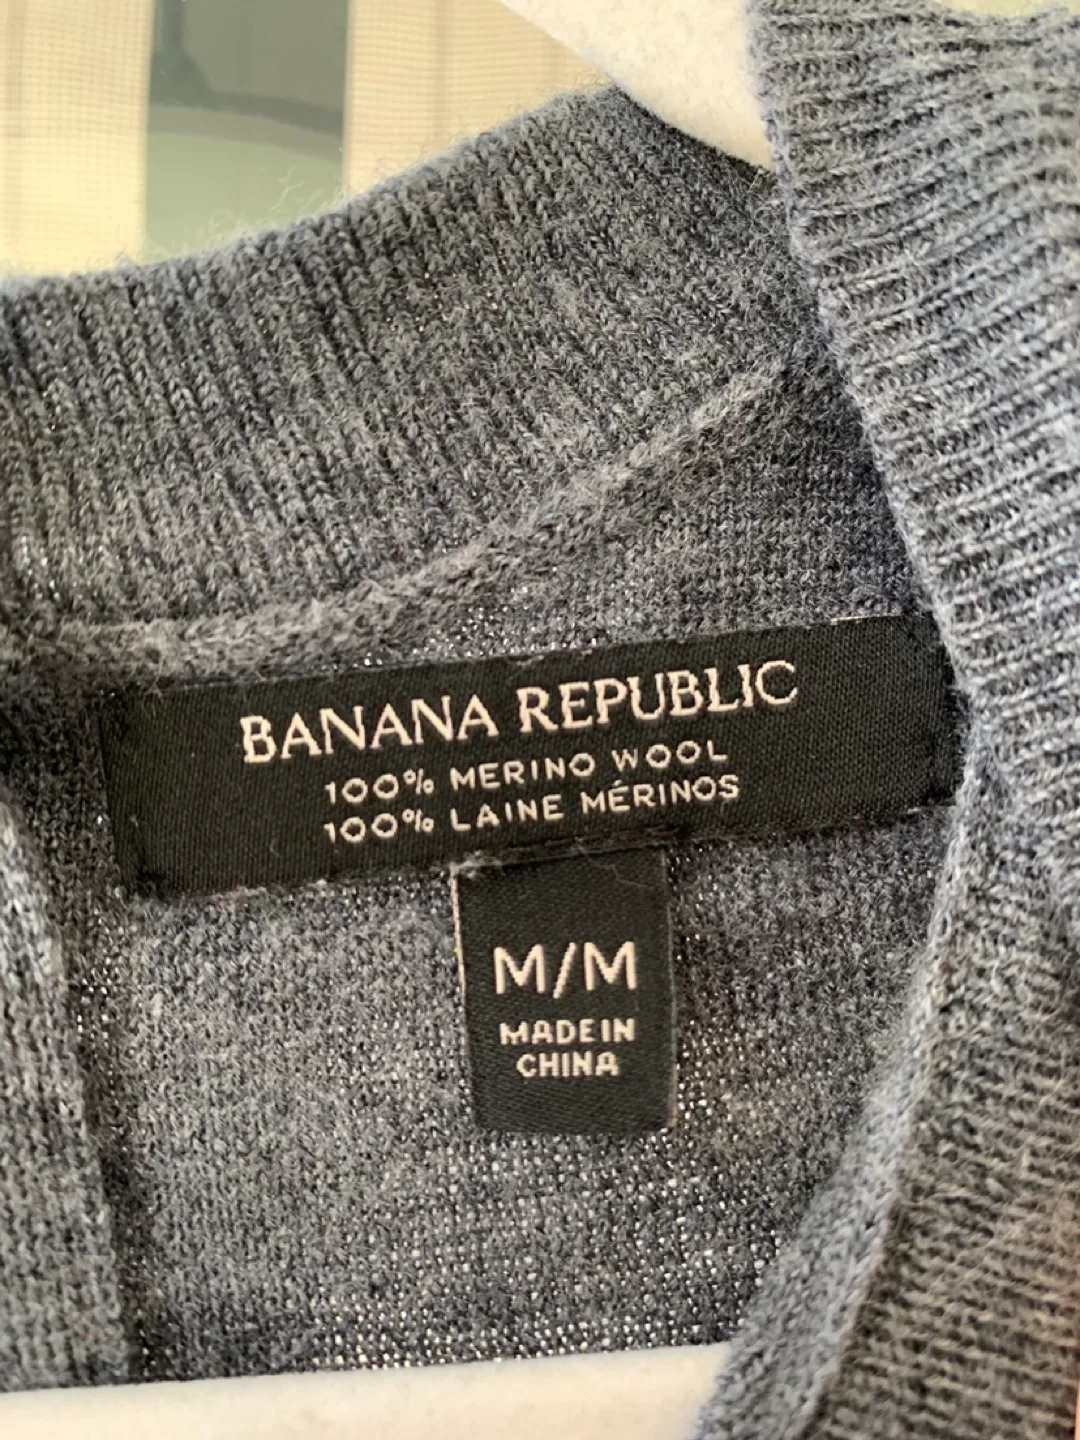 BANANA REPUBLIC
100% MERINO WOOL
100% LAINE MÉRINOS
M/M
MADE IN
CHINA